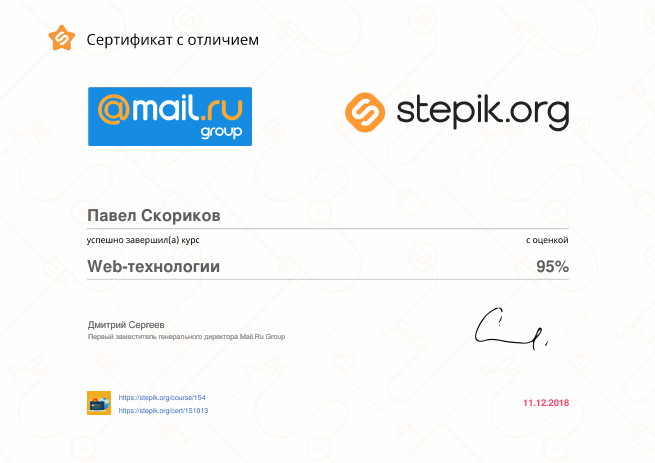 Сертификат с отличием
@mail.ru
group
stepik.org
Павел Скориков
успешно завершил(а) курс с оценкой
Web-технологии 95%
Дмитрий Сергеев
Первый заместитель генерального директора Mail.Ru Group
https://stepik.org/course/154
https://stepik.org/cert/151013
11.12.2018